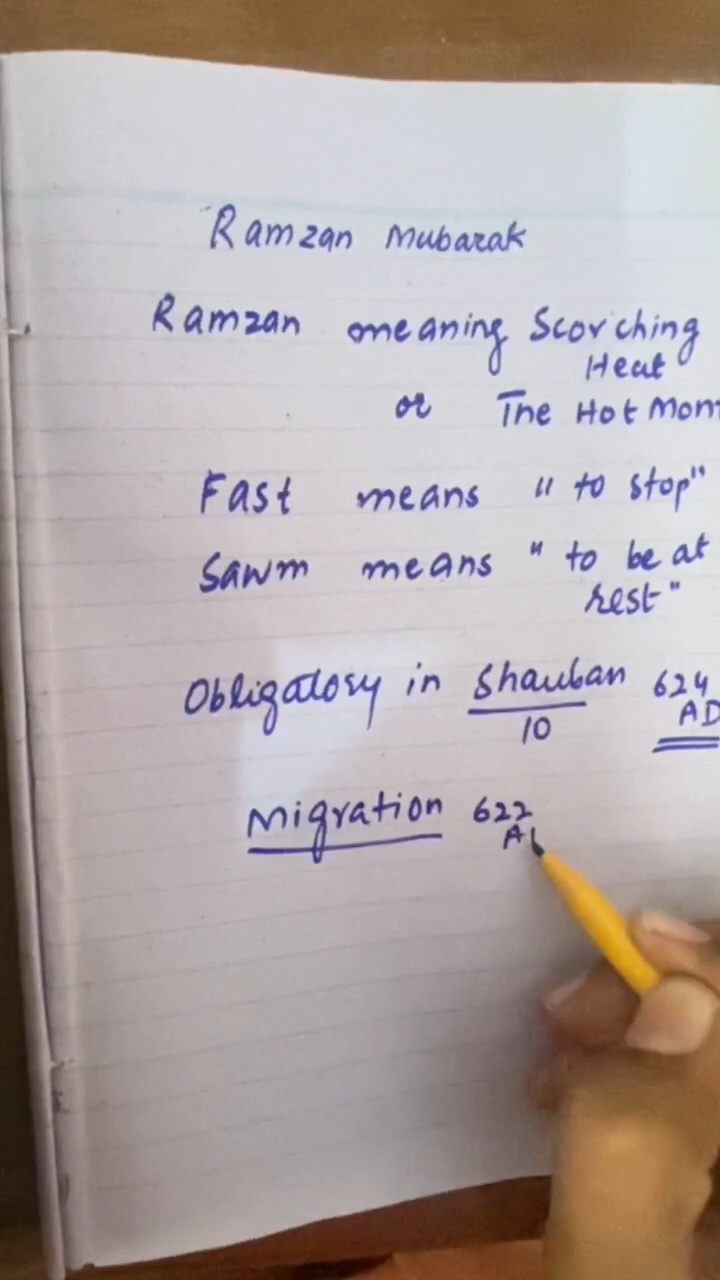 Ramzan Mubarak
Ramzan meaning Scorching
Heat
or The Hot Mon
Fast means "to stop"
Sawm means "to be at
rest"
Obligatory in Shauban 624
10 AD
Migration 622
A